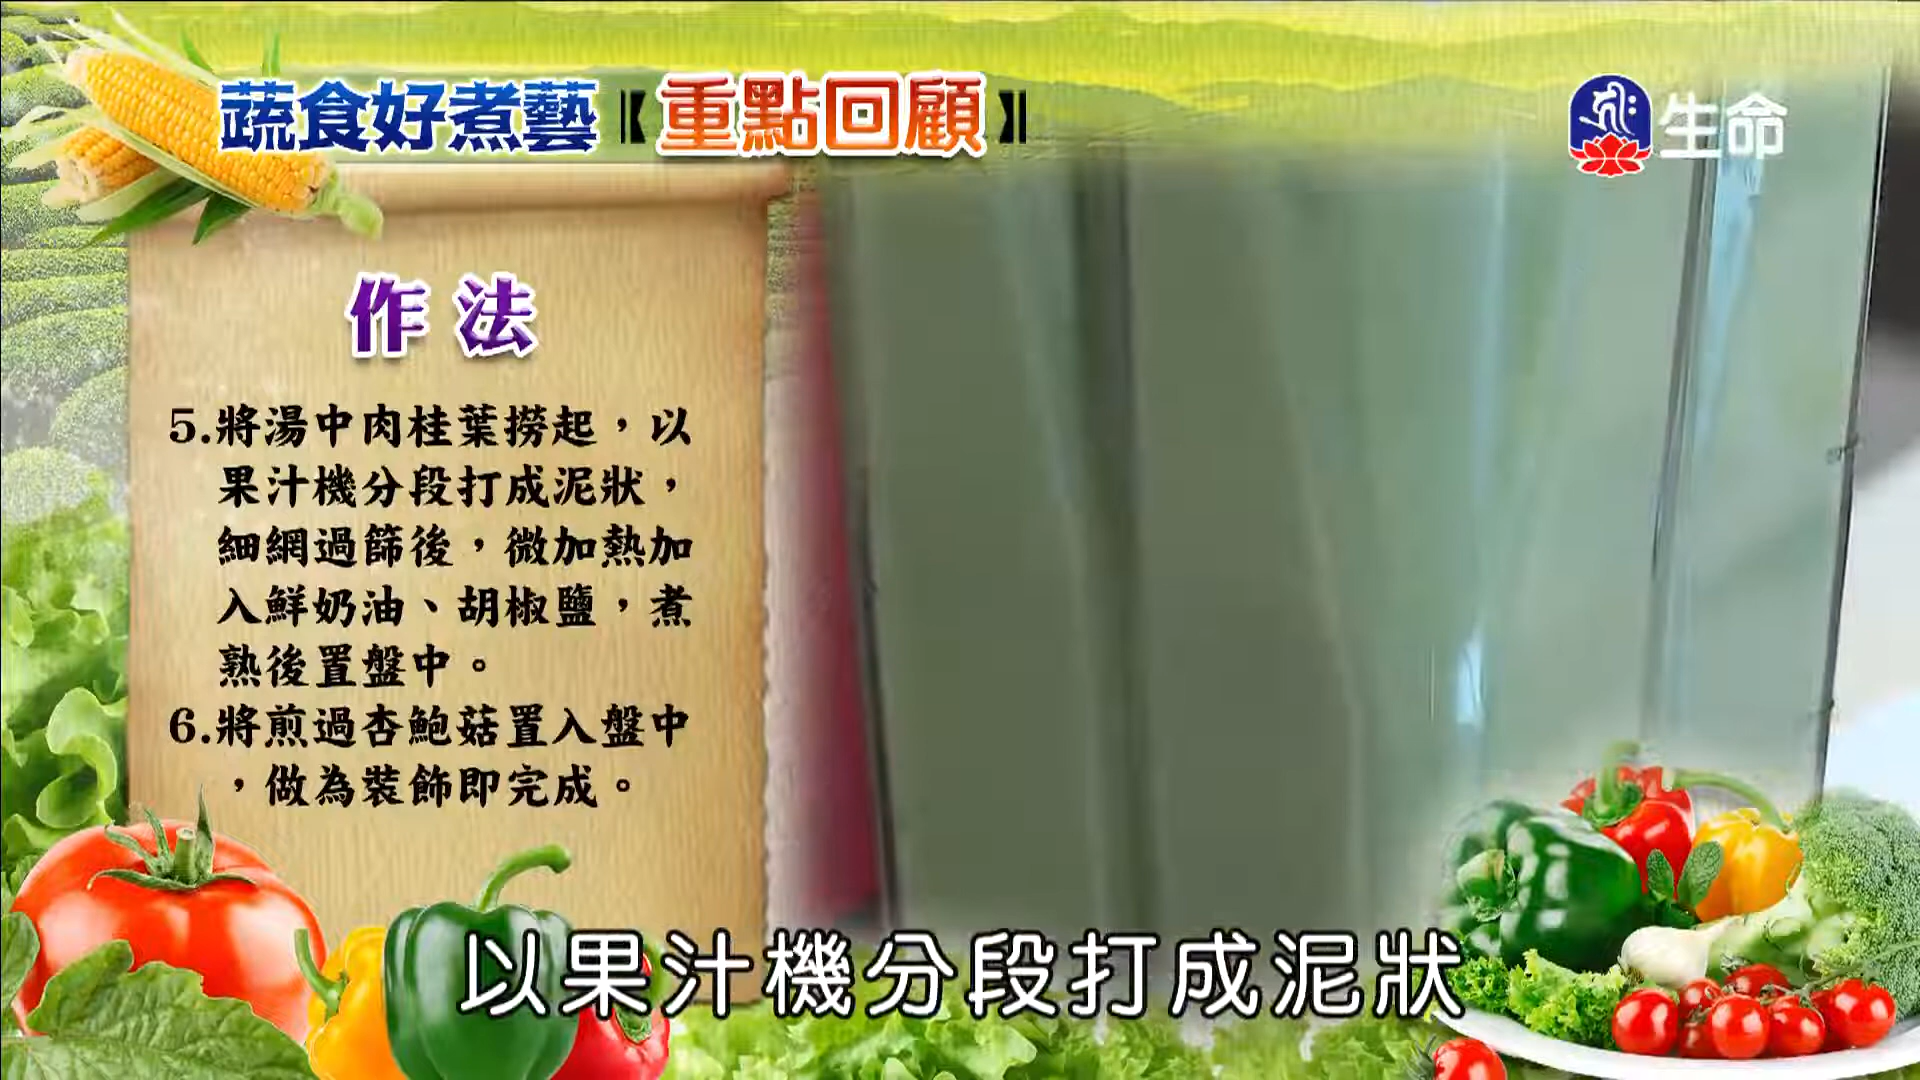 蔬食好煮藝【重點回顧】
生命
作法
5.將湯中肉桂葉撈起，以
果汁機分段打成泥狀，
細網過篩後，微加熱加
入鮮奶油、胡椒鹽，煮
熟後置盤中。
6.將煎過杏鮑菇置入盤中
，做為裝飾即完成。
以果汁機分段打成泥狀